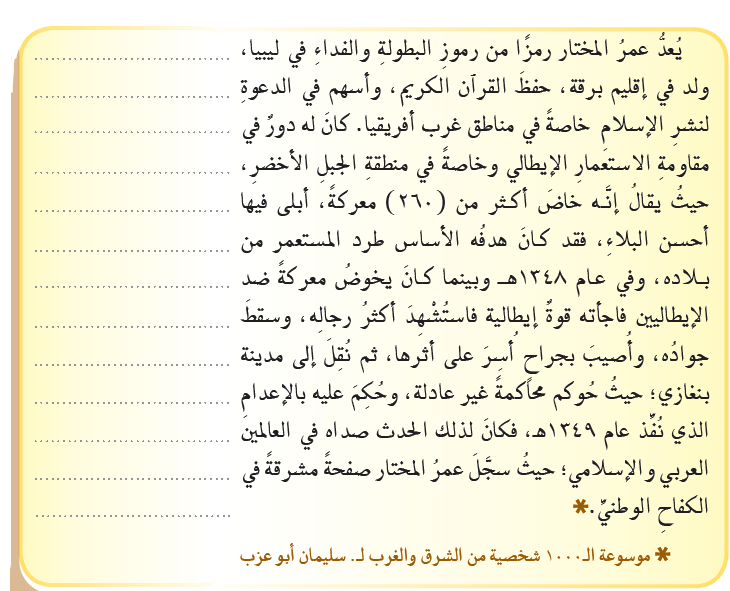 يُعدُّ عمرُ المختار رمزًا من رموزِ البطولةِ والفداءِ في ليبيا،
ولد في إقليم برقة، حفظَ القرآن الكريم، وأسهم في الدعوةِ
لنشرِ الإسلامِ خاصةً في مناطق غرب أفريقيا. كانَ له دورٌ في
مقاومةِ الاستعمارِ الإيطالي وخاصةً في منطقةِ الجبلِ الأخضرِ،
حيثُ يقالُ إنَّه خاضَ أكثر من (٢٦٠) معركةً، أبلى فيها
أحسن البلاءِ، فقد كانَ هدفُه الأساس طرد المستعمر من
بلاده، وفي عام ١٣٤٨هـ وبينما كانَ يخوضُ معركةً ضد
الإيطاليين فاجأته قوةٌ إيطالية فاستُشْهِدَ أكثرُ رجالِه، وسقطَ
جوادُه، وأُصيبَ بجراحٍ أُسِرَ على أثرها، ثم نُقِلَ إلى مدينة
بنغازي؛ حيثُ حُوكم محاكمةً غير عادلة، وحُكِمَ عليه بالإعدامِ
الذي نُفِّذ عام ١٣٤٩هـ، فكانَ لذلك الحدث صداه في العالمينِ
العربي والإسلامي؛ حيثُ سجَّلَ عمرُ المختار صفحةً مشرقةً في
الكفاحِ الوطنيِّ.*
* موسوعة الـ١٠٠٠ شخصية من الشرق والغرب لـ. سليمان أبو عزب